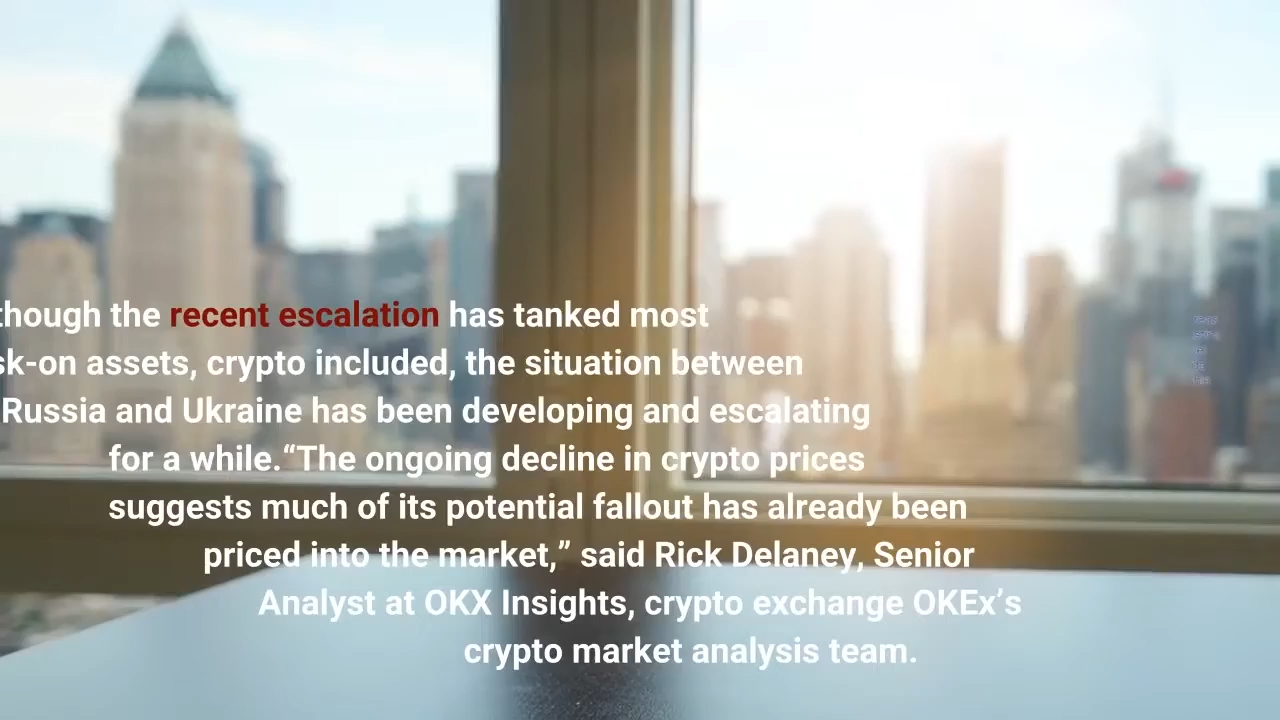 though the recent escalation has tanked most
sk-on assets, crypto included, the situation between
Russia and Ukraine has been developing and escalating
for a while.“The ongoing decline in crypto prices
suggests much of its potential fallout has already been
priced into the market,” said Rick Delaney, Senior
Analyst at OKX Insights, crypto exchange OKEx’s
crypto market analysis team.